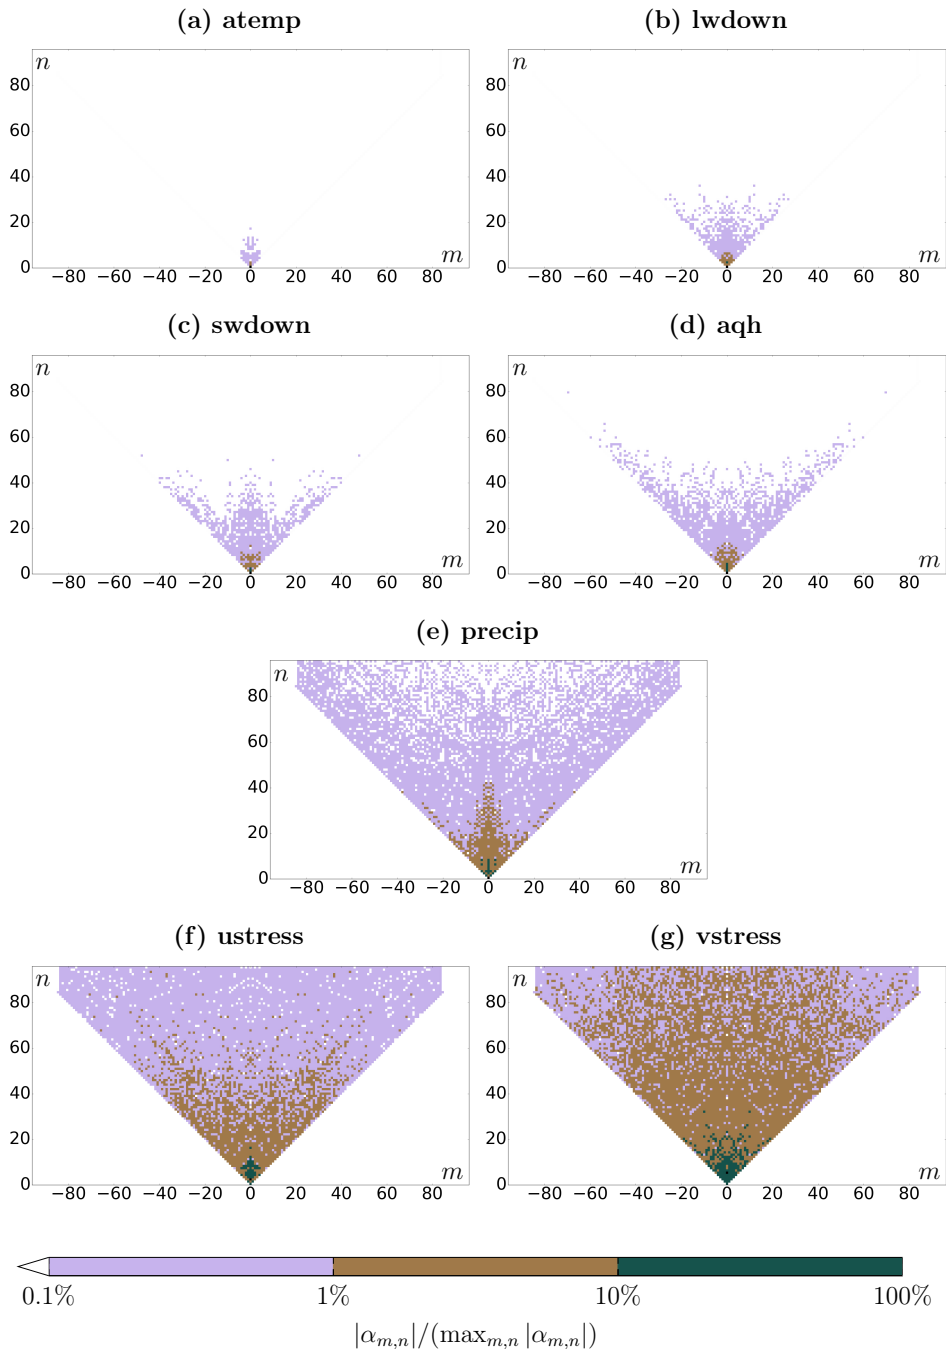 (a) atemp
(b) lwdown
n
80
60
40
20
0
−80 −60 −40 −20 0 20 40 60 80
m
n
80
60
40
20
0
−80 −60 −40 −20 0 20 40 60 80
m
(c) swdown
(d) aqh
n
80
60
40
20
0
−80 −60 −40 −20 0 20 40 60 80
m
n
80
60
40
20
0
−80 −60 −40 −20 0 20 40 60 80
m
(e) precip
n
80
60
40
20
0
−80 −60 −40 −20 0 20 40 60 80
m
(f) ustress
(g) vstress
n
80
60
40
20
0
−80 −60 −40 −20 0 20 40 60 80
m
n
80
60
40
20
0
−80 −60 −40 −20 0 20 40 60 80
m
0.1% 1% 10% 100%
|α_{m,n}|/(max_{m,n} |α_{m,n}|)